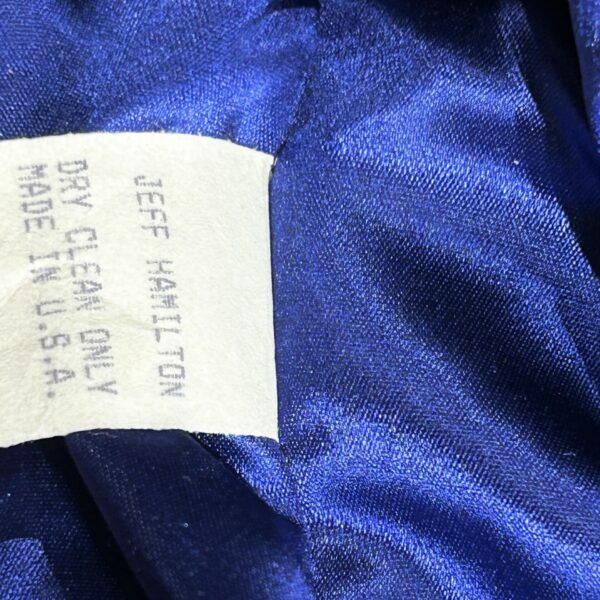 JEFF HAMILTON
DRY CLEAN ONLY
MADE IN U.S.A.